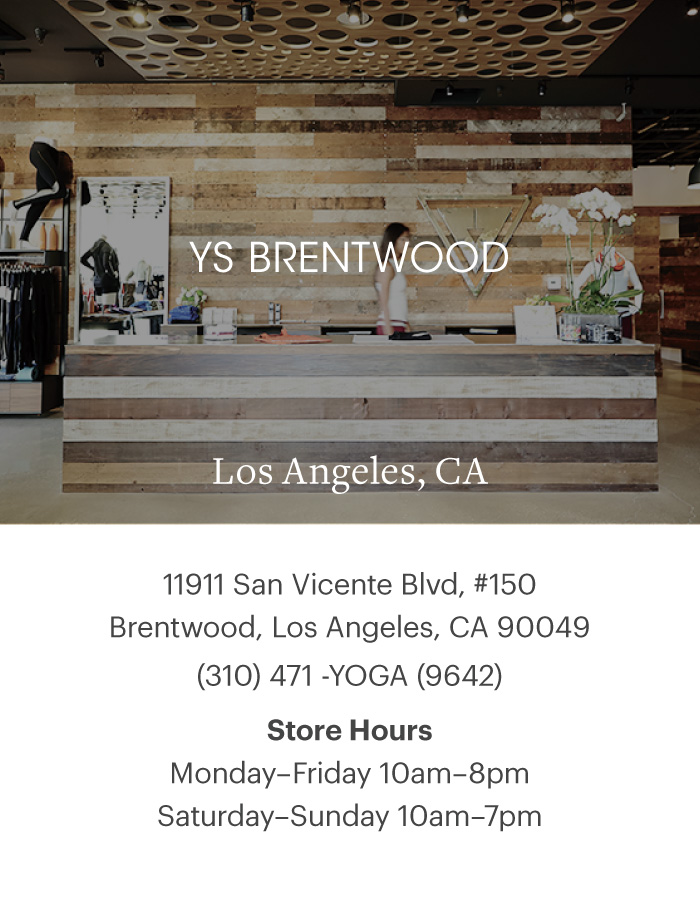 YS BRENTWOOD
Los Angeles, CA
11911 San Vicente Blvd, #150
Brentwood, Los Angeles, CA 90049
(310) 471 -YOGA (9642)
Store Hours
Monday–Friday 10am–8pm
Saturday–Sunday 10am–7pm